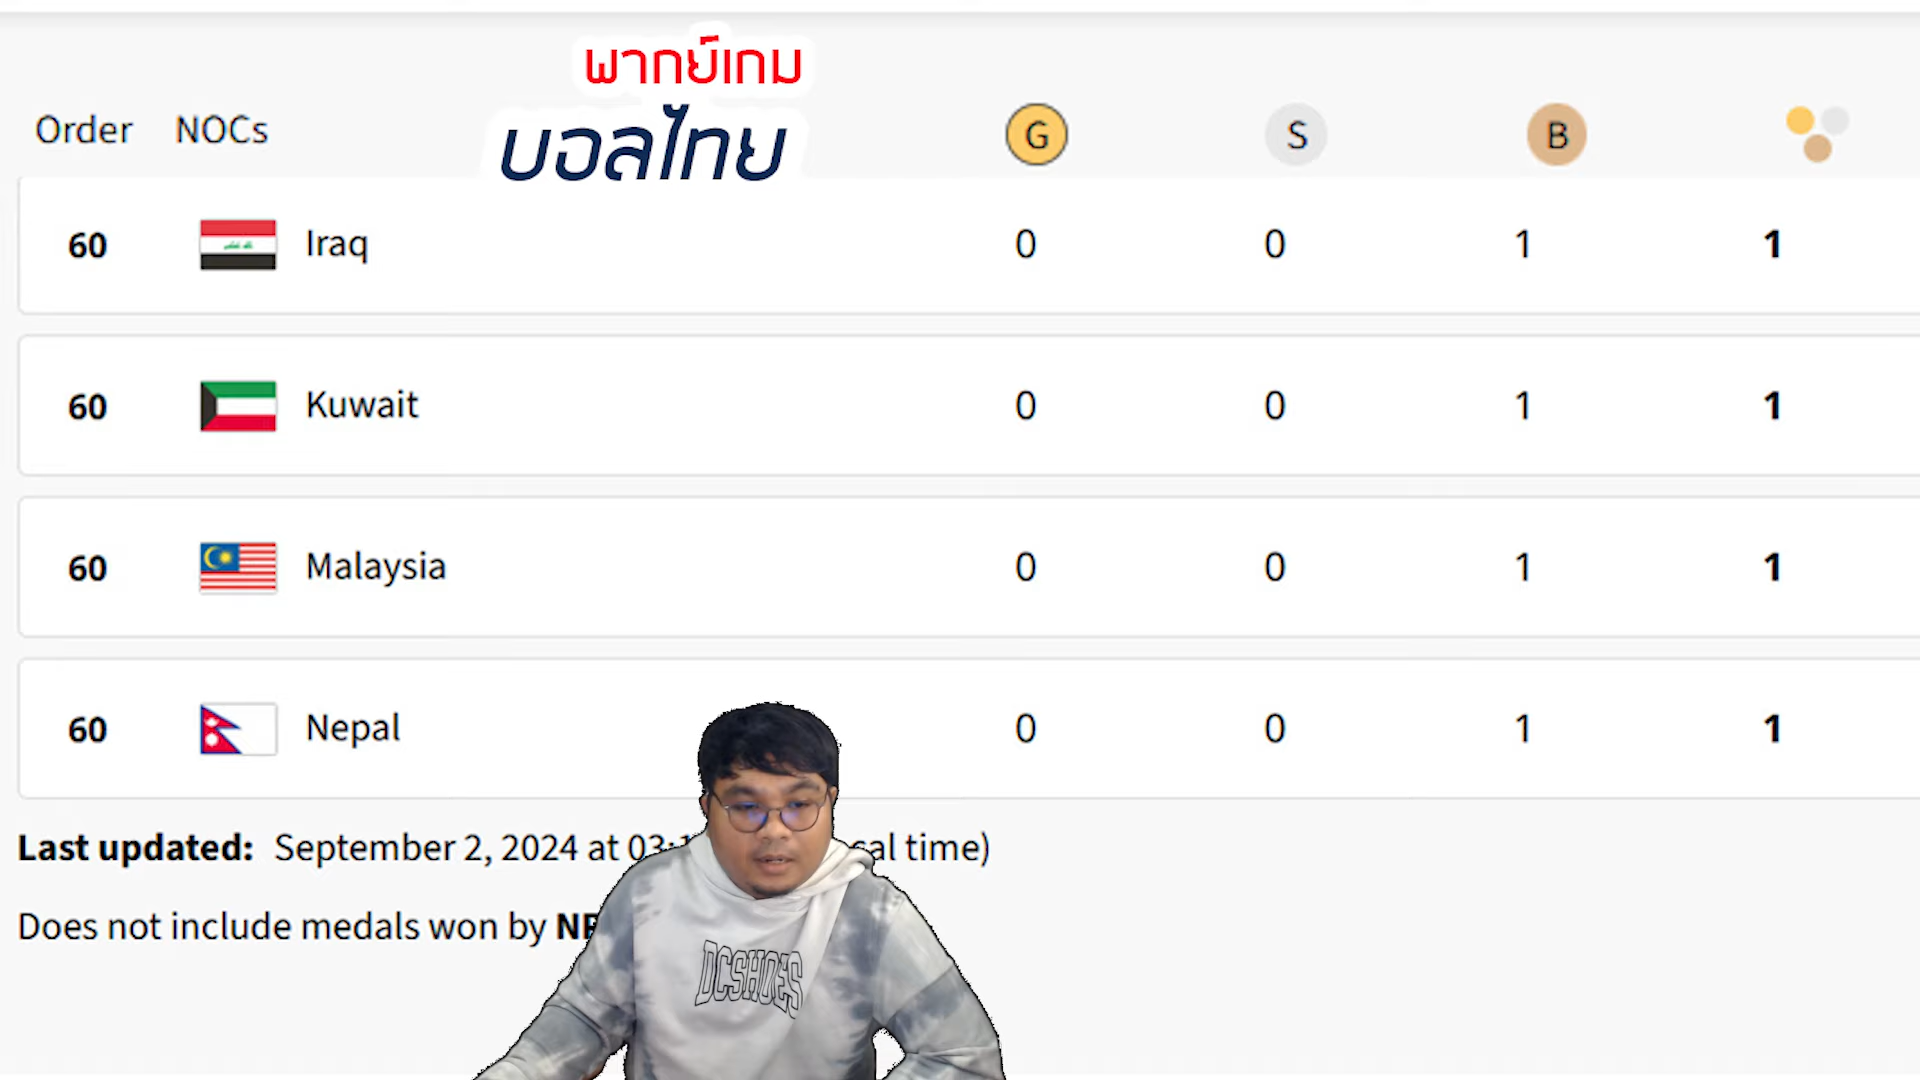 พากย์เกม
บอลไทย
Order NOCs G S B
60 Iraq 0 0 1 1
60 Kuwait 0 0 1 1
60 Malaysia 0 0 1 1
60 Nepal 0 0 1 1
Last updated: September 2, 2024 at time)
Does not include medals won by
DCSHOES